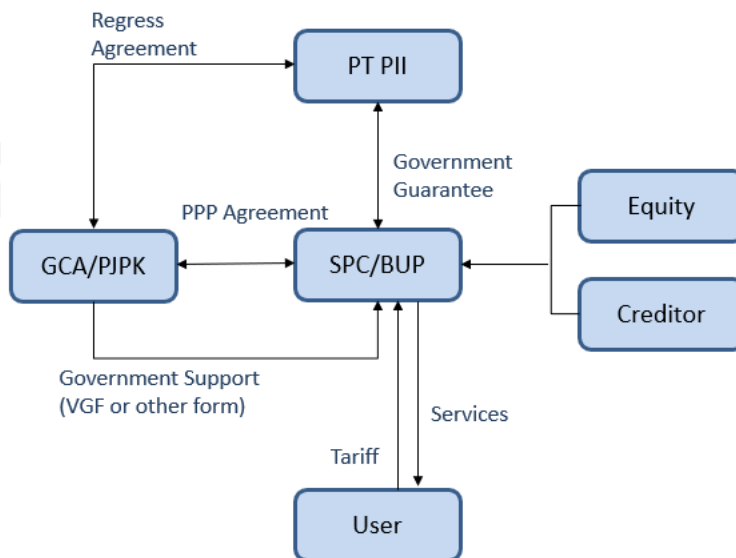 Regress
Agreement
PT PII
Government
Guarantee
PPP Agreement
Equity
GCA/PJPK
SPC/BUP
Creditor
Government Support
(VGF or other form)
Services
Tariff
User